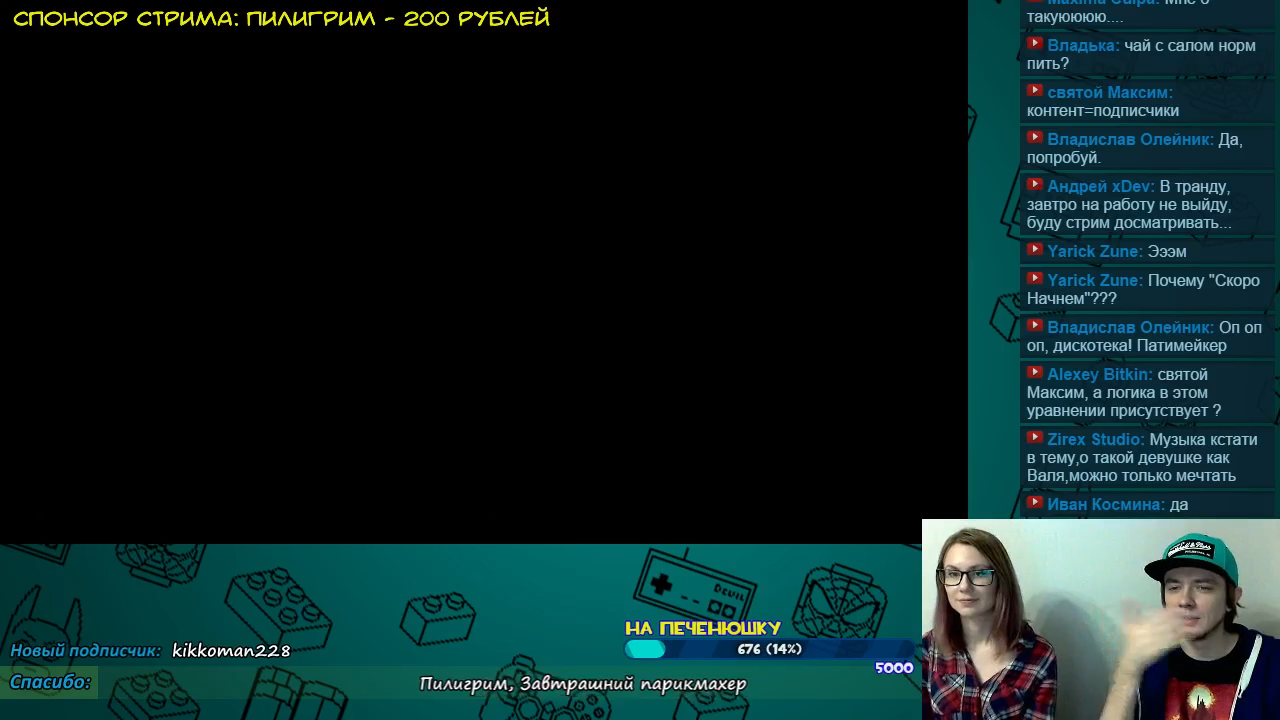 СПОНСОР СТРИМА: ПИЛИГРИМ - 200 РУБЛЕЙ
такуюююю....
Владька: чай с салом норм
пить?
святой Максим:
контент=подписчики
Владислав Олейник: Да,
попробуй.
Андрей xDev: В транду,
завтро на работу не выйду,
буду стрим досматривать...
Yarick Zune: Эээм
Yarick Zune: Почему "Скоро
Начнем"???
Владислав Олейник: Оп оп
оп, дискотека! Патимейкер
Alexey Bitkin: святой
Максим, а логика в этом
уравнении присутствует ?
Zirex Studio: Музыка кстати
в тему,о такой девушке как
Валя,можно только мечтать
Иван Космина: да
DEVIL
НА ПЕЧЕНЮШКУ
676 (14%)
5000
Новый подписчик: kikkoman228
Спасибо:
Пилигрим, Завтрашний парикмахер